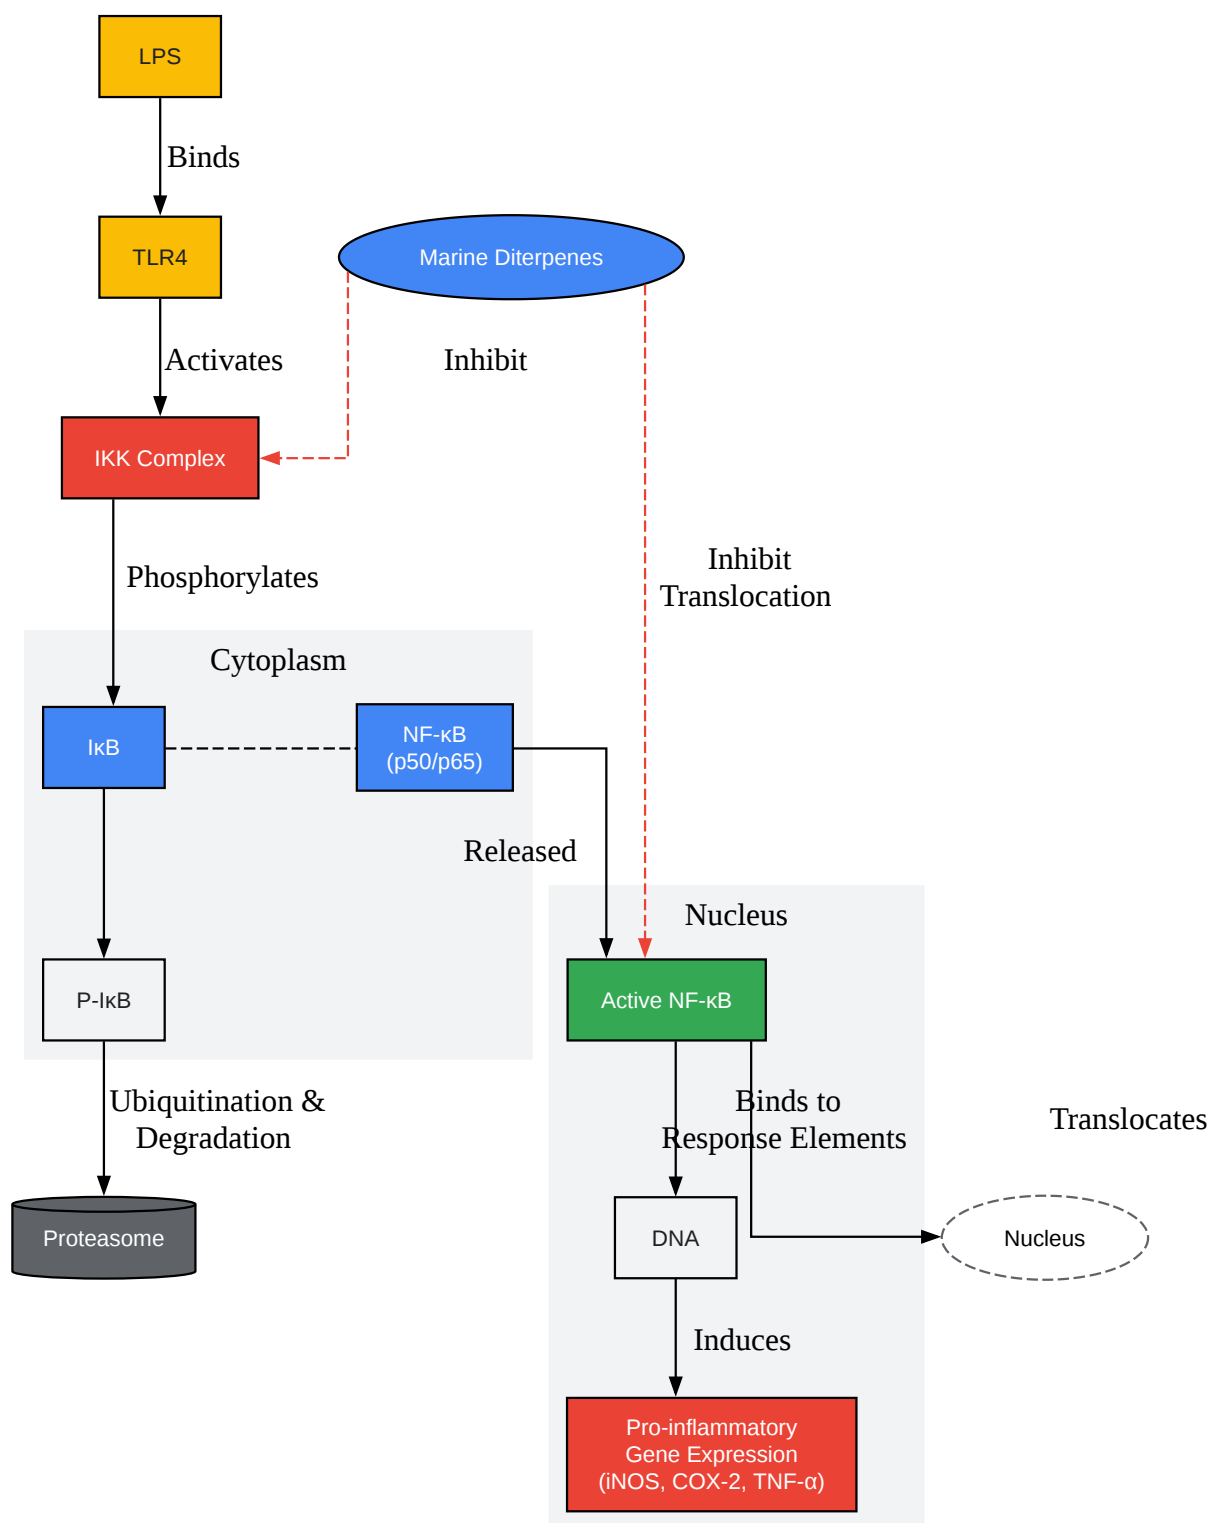 LPS
Binds
TLR4
Marine Diterpenes
Activates
Inhibit
IKK Complex
Phosphorylates
Inhibit
Translocation
Cytoplasm
IκB
NF-κB
(p50/p65)
Released
Nucleus
P-IκB
Active NF-κB
Ubiquitination &
Degradation
Binds to
Response Elements
Translocates
Proteasome
DNA
Nucleus
Induces
Pro-inflammatory
Gene Expression
(iNOS, COX-2, TNF-α)